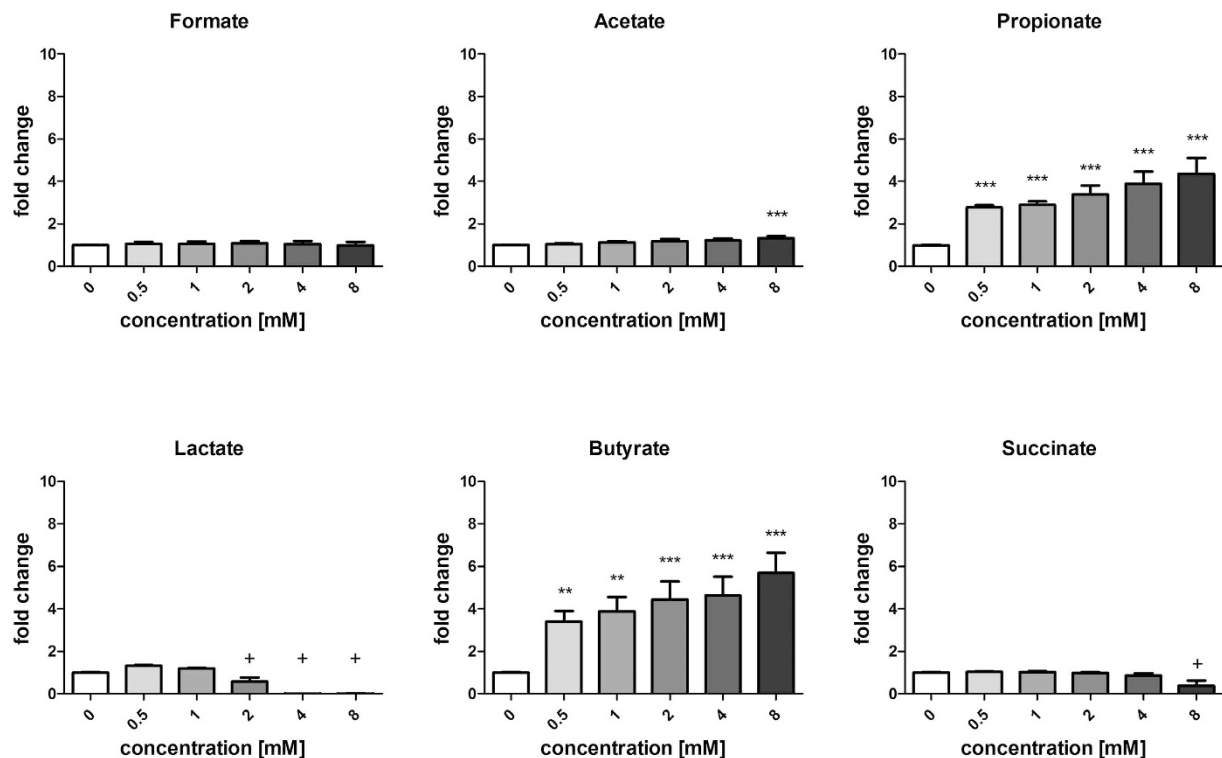 Formate
10
8
6
4
2
0
fold change
0 0.5 1 2 4 8
concentration [mM]
Acetate
10
8
6
4
2
0
fold change
***
0 0.5 1 2 4 8
concentration [mM]
Propionate
10
8
6
4
2
0
fold change
*** *** *** *** ***
0 0.5 1 2 4 8
concentration [mM]
Lactate
10
8
6
4
2
0
fold change
+ + +
0 0.5 1 2 4 8
concentration [mM]
Butyrate
10
8
6
4
2
0
fold change
** ** *** *** ***
0 0.5 1 2 4 8
concentration [mM]
Succinate
10
8
6
4
2
0
fold change
+
0 0.5 1 2 4 8
concentration [mM]